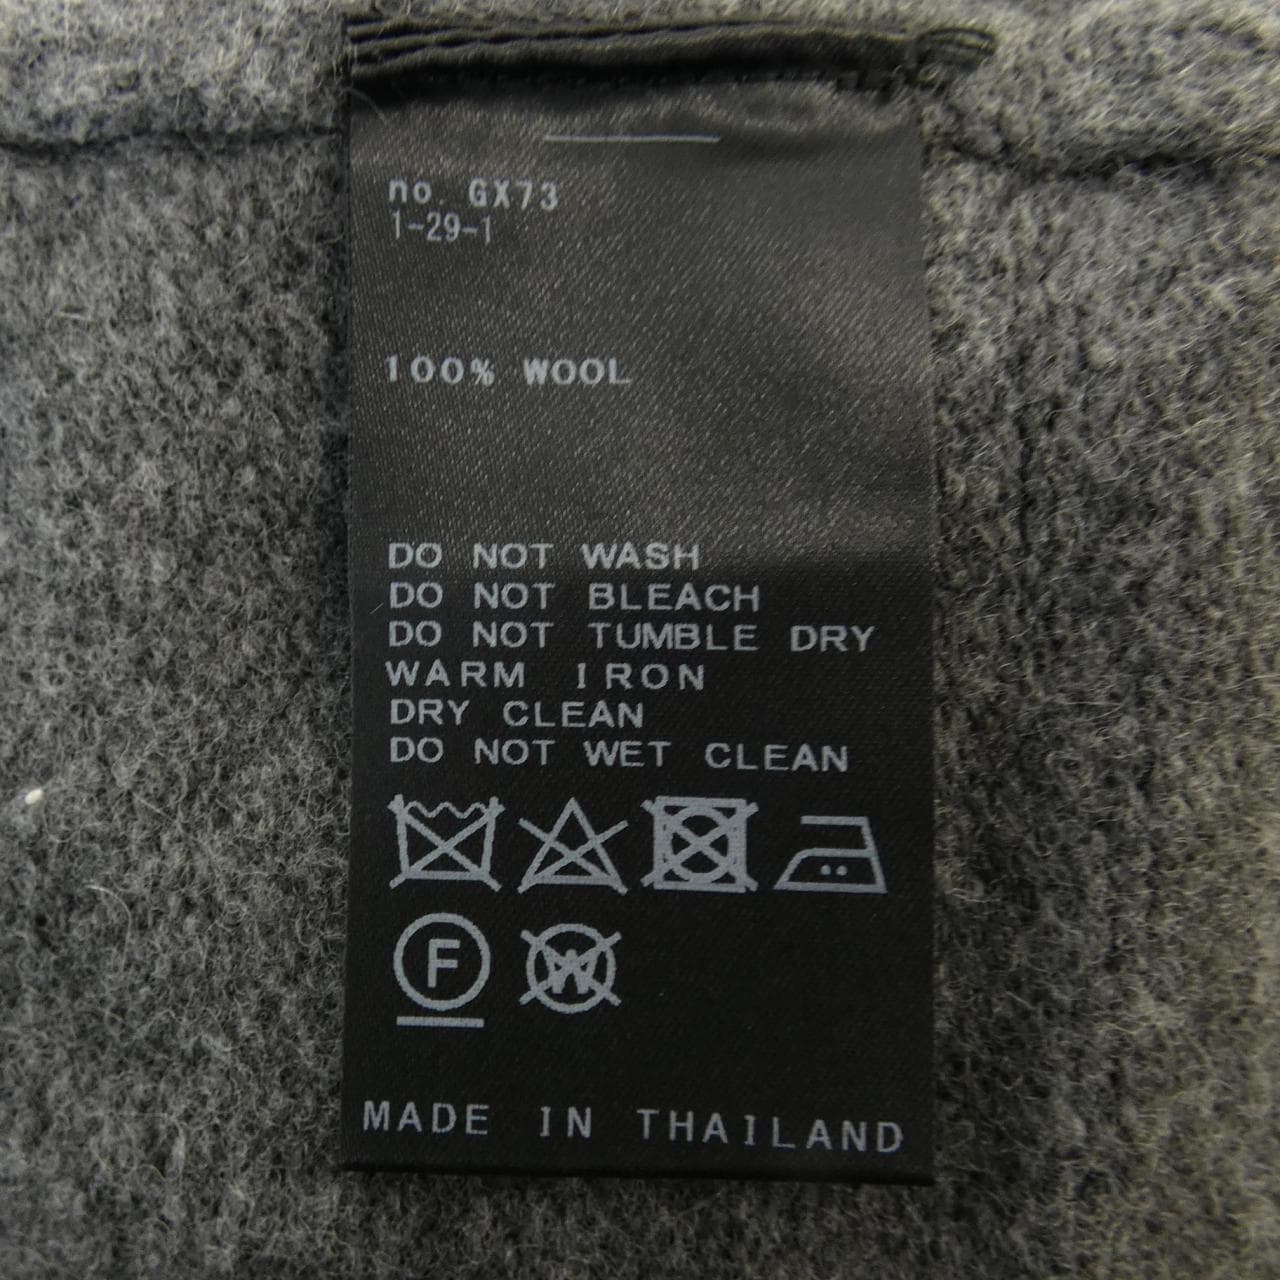 no. GX73
1-29-1
100% WOOL
DO NOT WASH
DO NOT BLEACH
DO NOT TUMBLE DRY
WARM IRON
DRY CLEAN
DO NOT WET CLEAN
F W
MADE IN THAILAND